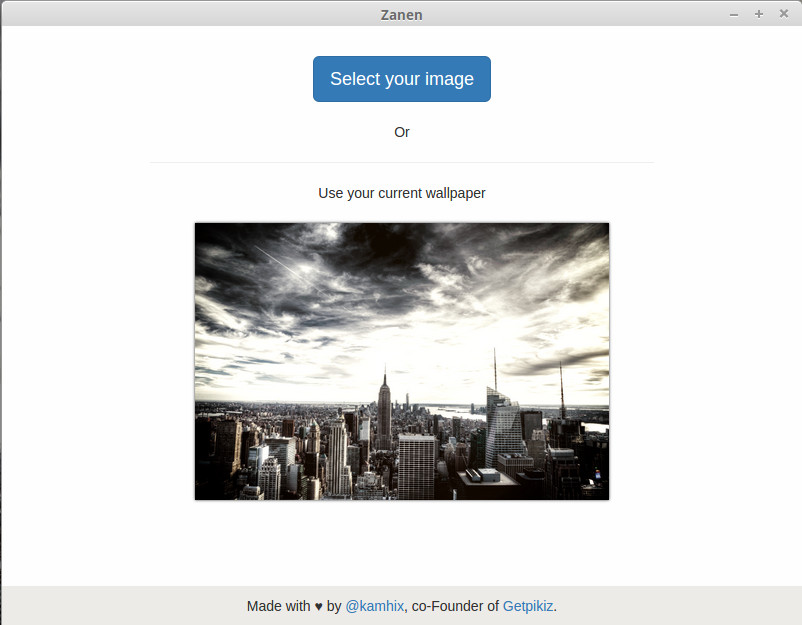 Zanen
Select your image
Or
Use your current wallpaper
Made with ♥ by @kamhix, co-Founder of Getpikiz.